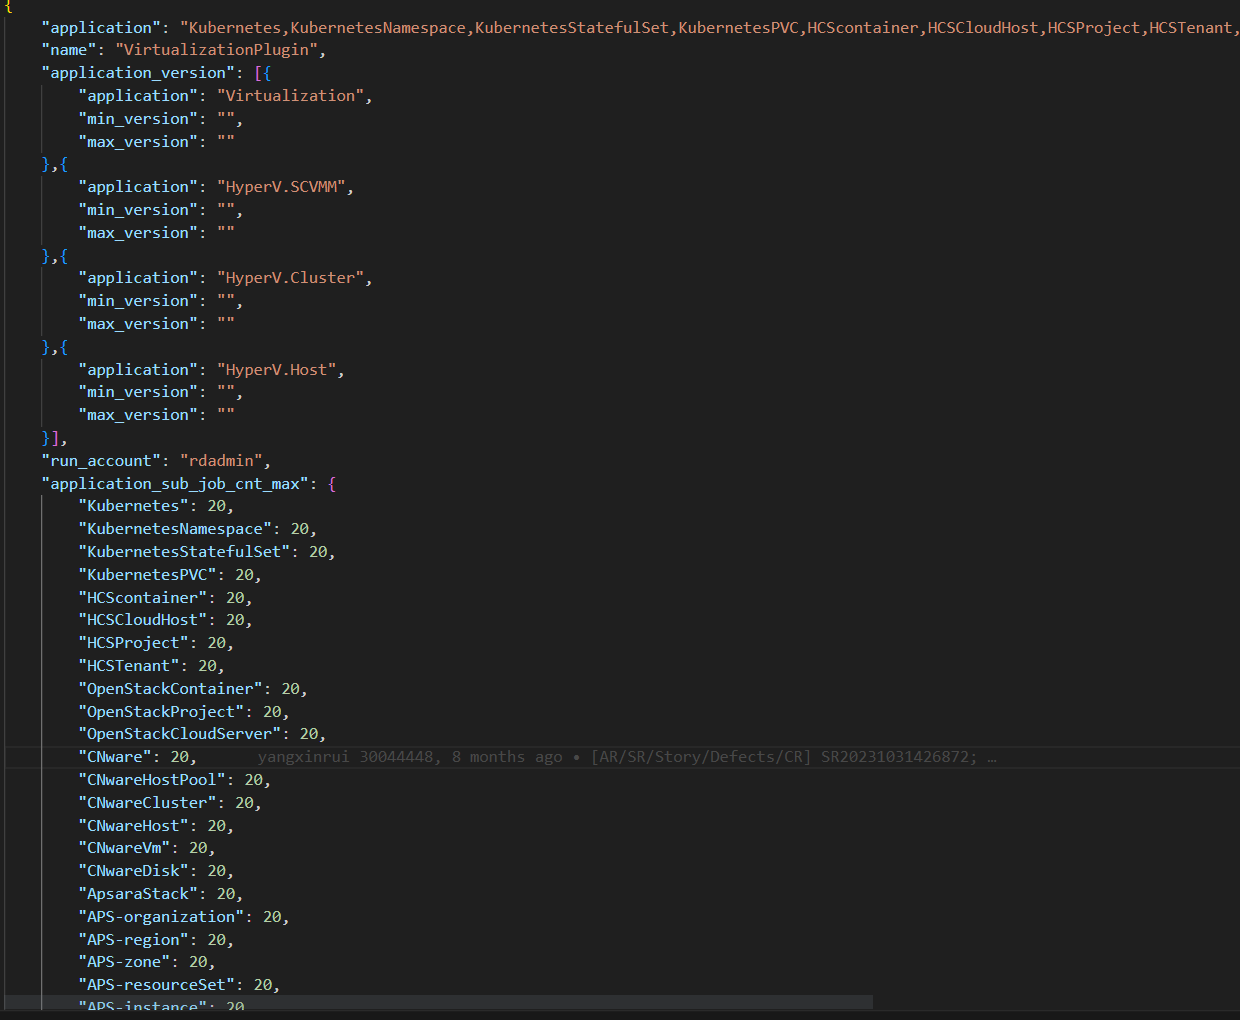 {
"application": "Kubernetes,KubernetesNamespace,KubernetesStatefulSet,KubernetesPVC,HCScontainer,HCSCloudHost,HCSProject,HCSTenant,
"name": "VirtualizationPlugin",
"application_version": [{
"application": "Virtualization",
"min_version": "",
"max_version": ""
},{
"application": "HyperV.SCVMM",
"min_version": "",
"max_version": ""
},{
"application": "HyperV.Cluster",
"min_version": "",
"max_version": ""
},{
"application": "HyperV.Host",
"min_version": "",
"max_version": ""
}],
"run_account": "rdadmin",
"application_sub_job_cnt_max": {
"Kubernetes": 20,
"KubernetesNamespace": 20,
"KubernetesStatefulSet": 20,
"KubernetesPVC": 20,
"HCScontainer": 20,
"HCSCloudHost": 20,
"HCSProject": 20,
"HCSTenant": 20,
"OpenStackContainer": 20,
"OpenStackProject": 20,
"OpenStackCloudServer": 20,
"CNware": 20, yangxinrui 30044448, 8 months ago • [AR/SR/Story/Defects/CR] SR20231031426872; …
"CNwareHostPool": 20,
"CNwareCluster": 20,
"CNwareHost": 20,
"CNwareVm": 20,
"CNwareDisk": 20,
"ApsaraStack": 20,
"APS-organization": 20,
"APS-region": 20,
"APS-zone": 20,
"APS-resourceSet": 20,
"APS-instance": 20